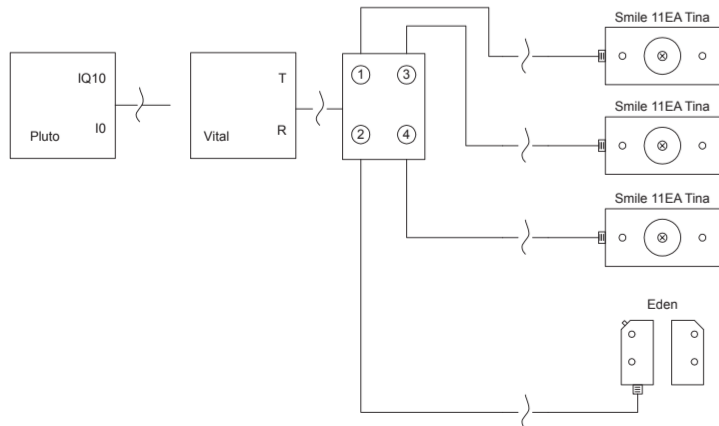 Smile 11EA Tina
IQ10
I0
Pluto
T
R
Vital
1
3
2
4
Smile 11EA Tina
Smile 11EA Tina
Eden